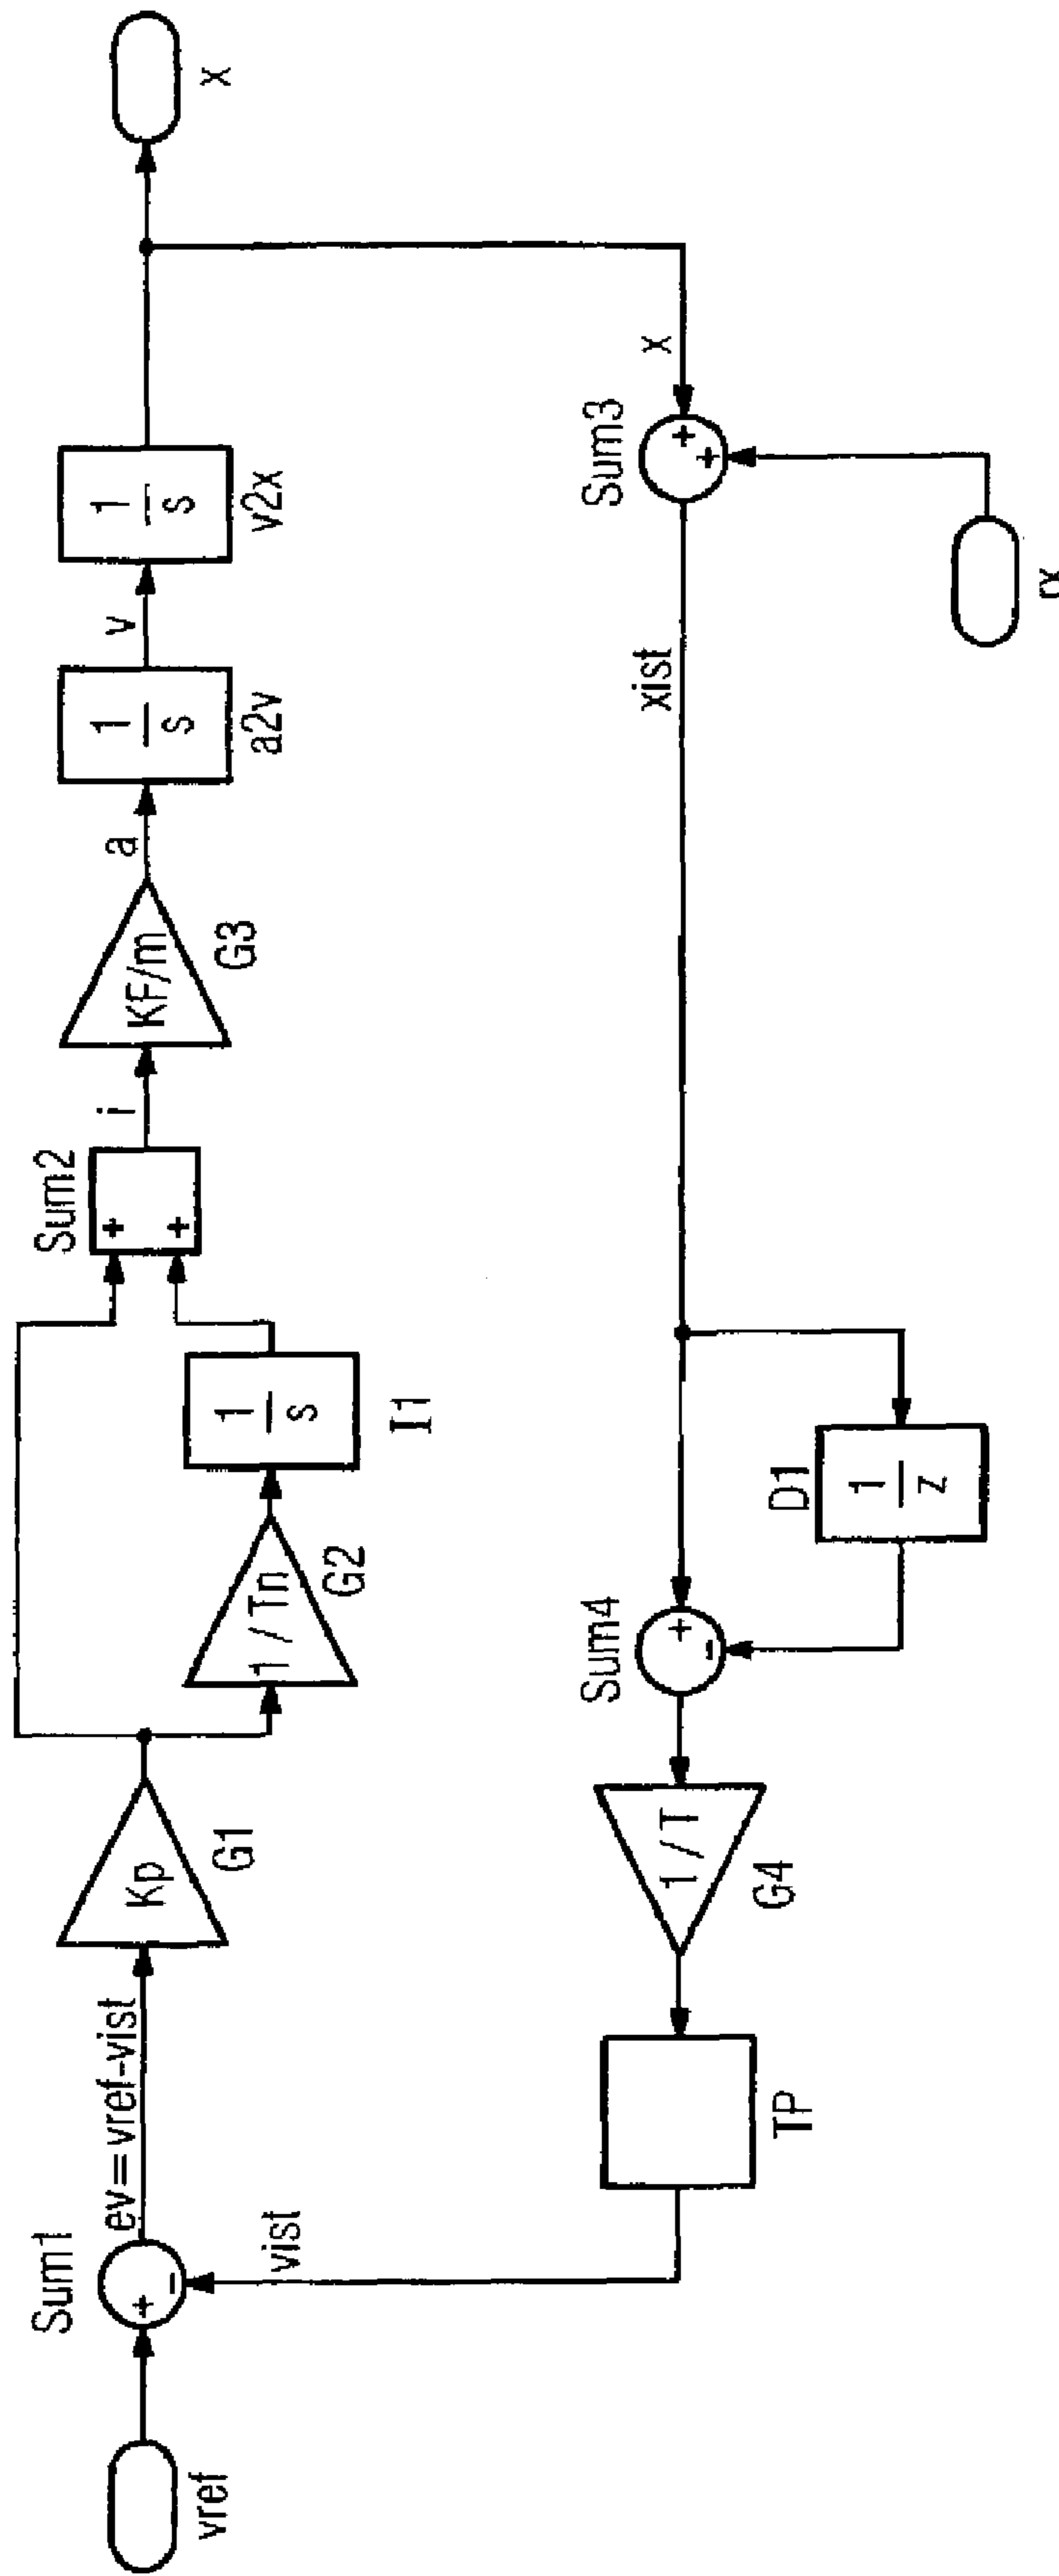 vref
Sum1
+
-
ev=vref-vist
Kp
G1
1 / Tn
G2
1
s
I1
Sum2
+
+
i
KF/m
G3
a
1
s
a2v
v
1
s
v2x
x
x
Sum3
+
+
rx
xist
D1
1
z
Sum4
+
-
1 / T
G4
TP
vist